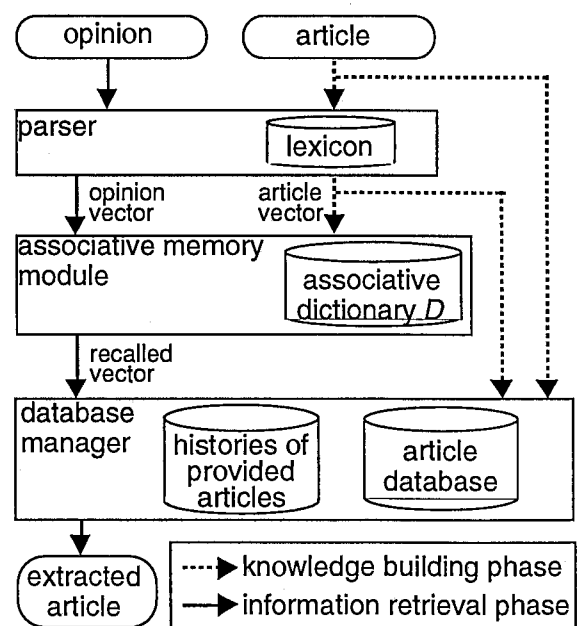 opinion
article
parser
lexicon
opinion
vector
article
vector
associative memory
module
associative
dictionary D
recalled
vector
database
manager
histories of
provided
articles
article
database
extracted
article
knowledge building phase
information retrieval phase